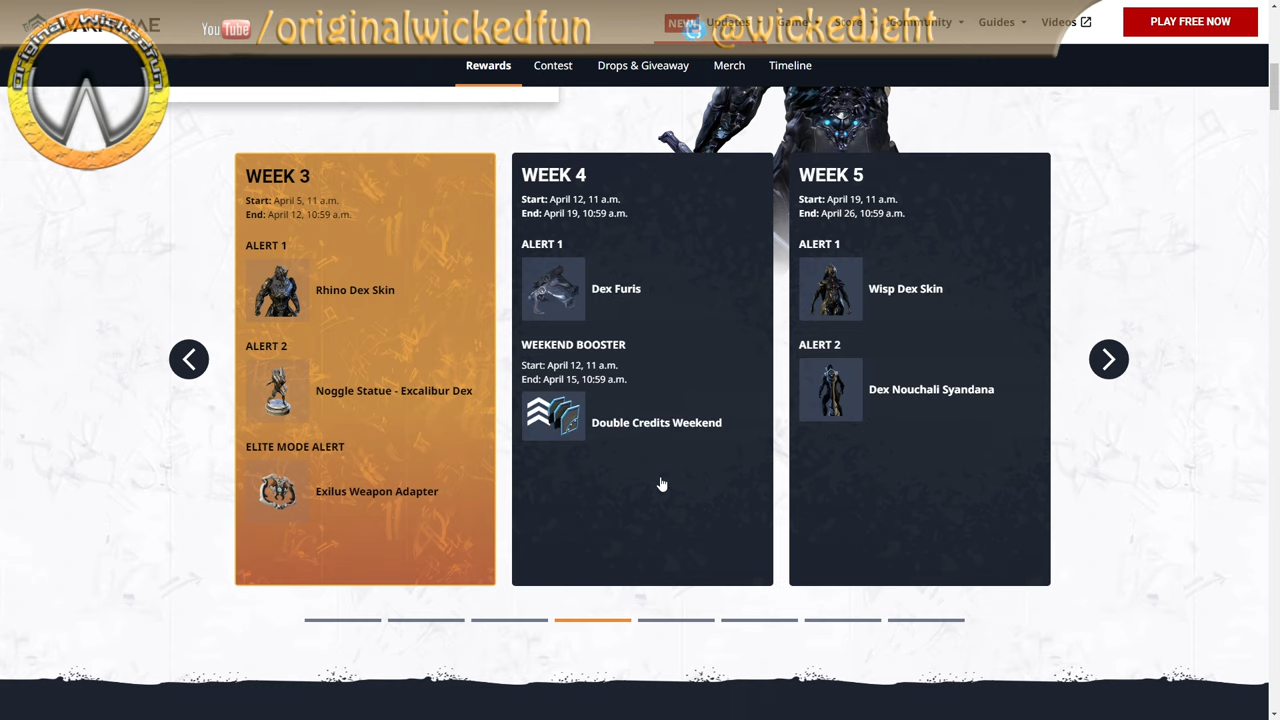 YouTube /originalwickedfun @wickedjeht
Original Wickedfun
NEW! Updates Game Store Community Guides Videos PLAY FREE NOW
Rewards Contest Drops & Giveaway Merch Timeline
WEEK 3
Start: April 5, 11 a.m.
End: April 12, 10:59 a.m.
ALERT 1
Rhino Dex Skin
ALERT 2
Noggle Statue - Excalibur Dex
ELITE MODE ALERT
Exilus Weapon Adapter
WEEK 4
Start: April 12, 11 a.m.
End: April 19, 10:59 a.m.
ALERT 1
Dex Furis
WEEKEND BOOSTER
Start: April 12, 11 a.m.
End: April 15, 10:59 a.m.
Double Credits Weekend
WEEK 5
Start: April 19, 11 a.m.
End: April 26, 10:59 a.m.
ALERT 1
Wisp Dex Skin
ALERT 2
Dex Nouchali Syandana